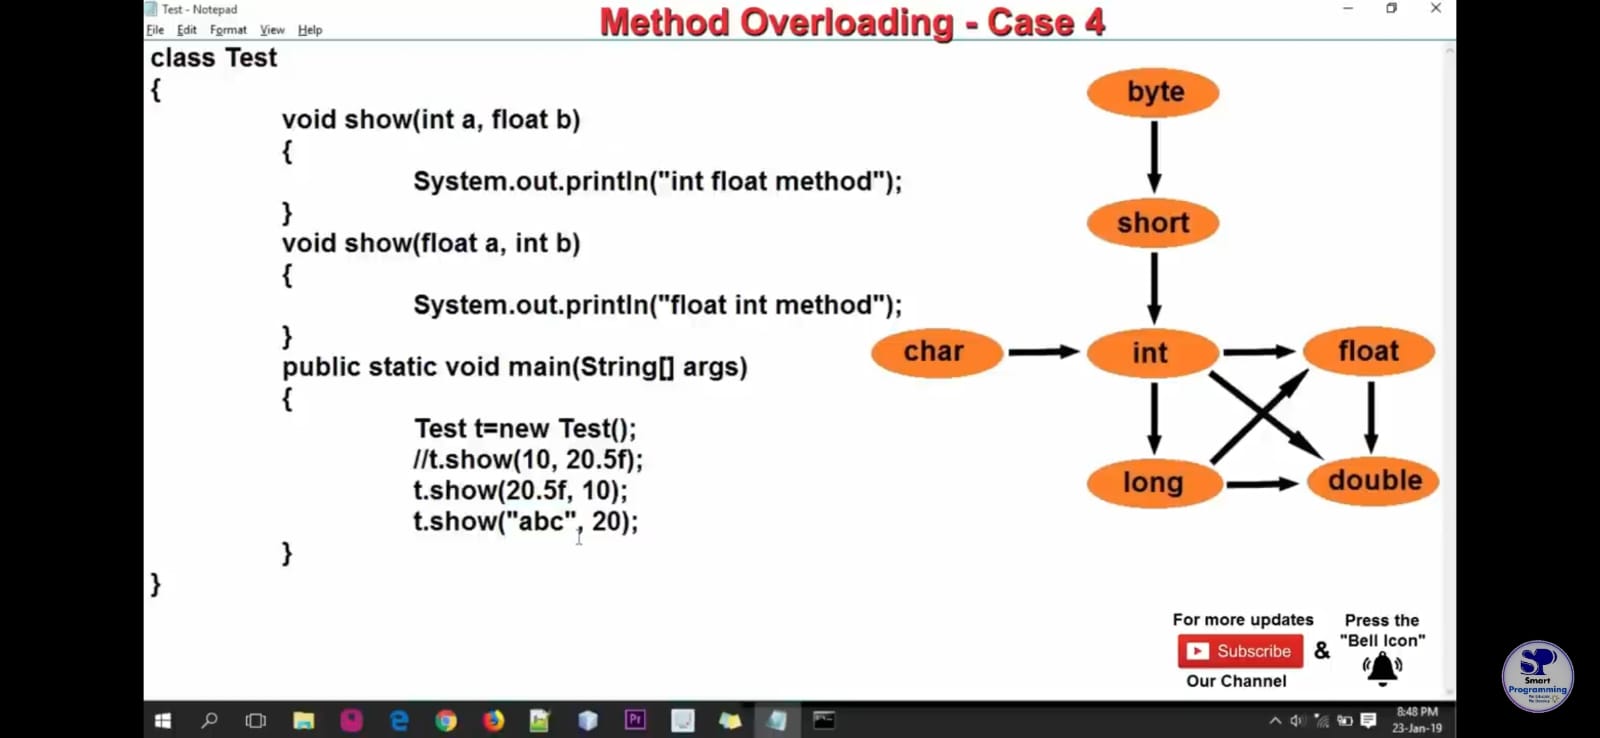 Test - Notepad
File Edit Format View Help
Method Overloading - Case 4
class Test
{
void show(int a, float b)
{
System.out.println("int float method");
}
void show(float a, int b)
{
System.out.println("float int method");
}
public static void main(String[] args)
{
Test t=new Test();
//t.show(10, 20.5f);
t.show(20.5f, 10);
t.show("abc", 20);
}
}
byte
short
char
int
float
long
double
For more updates
Subscribe
Our Channel
&
Press the
"Bell Icon"
SP
Smart
Programming
Pr
8:48 PM
23-Jan-19